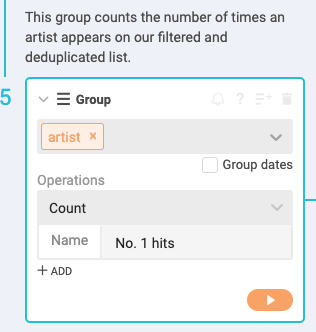 This group counts the number of times an
artist appears on our filtered and
deduplicated list.
5
Group
?
artist ×
Group dates
Operations
Count
Name No. 1 hits
+ ADD